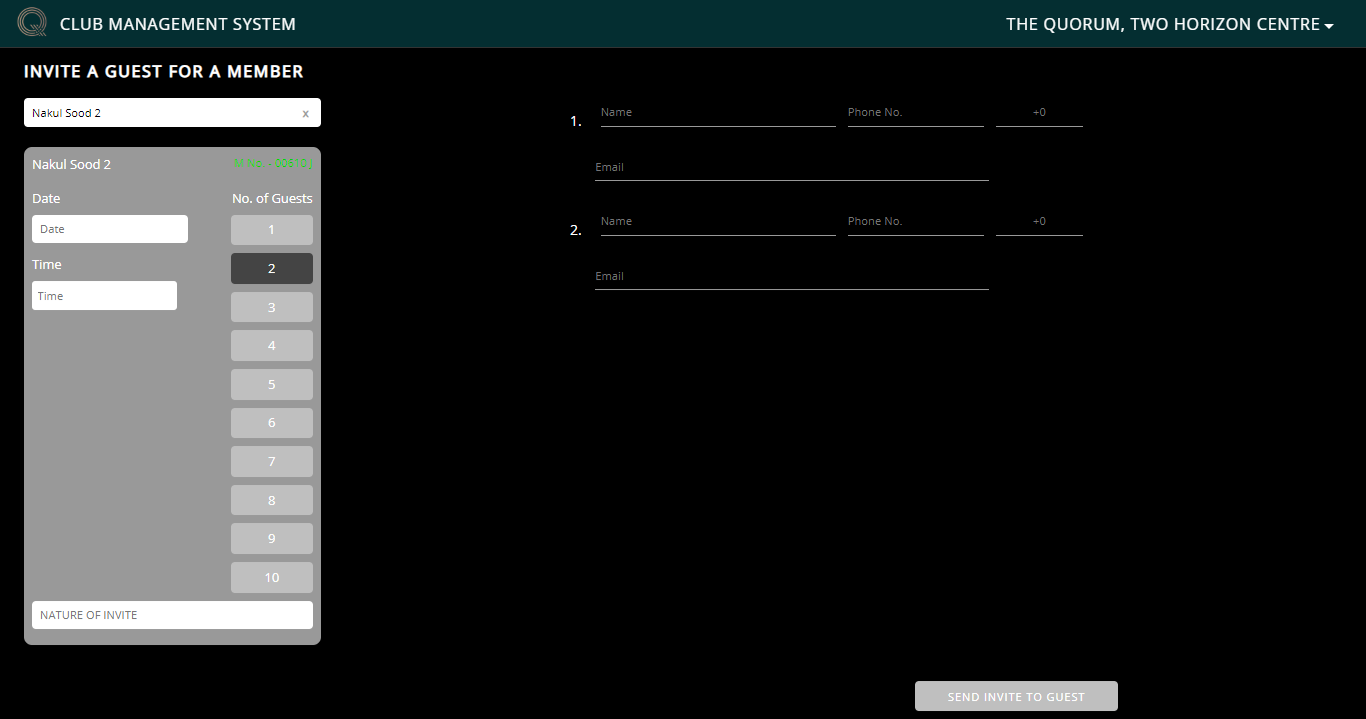 CLUB MANAGEMENT SYSTEM
THE QUORUM, TWO HORIZON CENTRE
INVITE A GUEST FOR A MEMBER
Nakul Sood 2 x
Nakul Sood 2
Date
No. of Guests
Date
Time
Time
1
2
3
4
5
6
7
8
9
10
NATURE OF INVITE
1. Name Phone No. +0
Email
2. Name Phone No. +0
Email
SEND INVITE TO GUEST